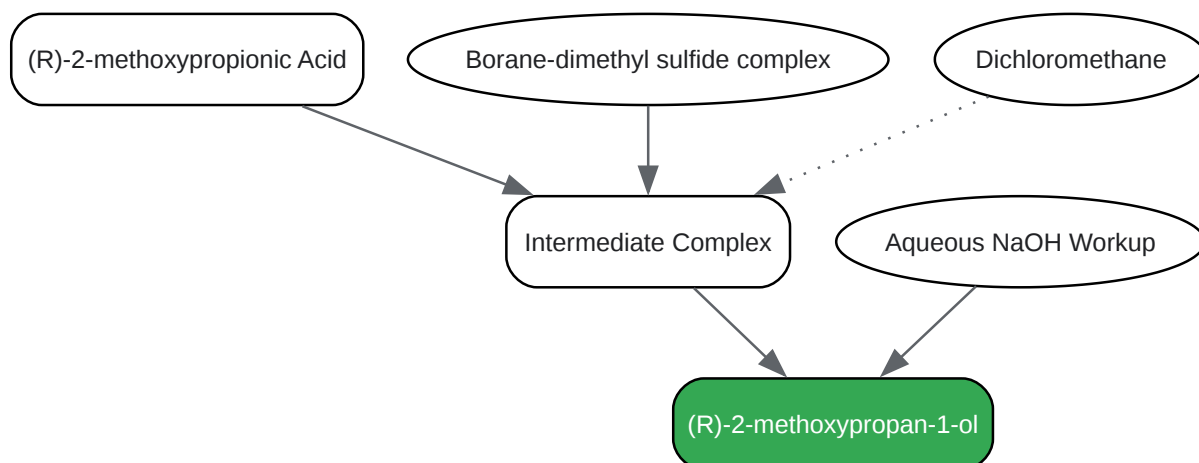 (R)-2-methoxypropionic Acid
Borane-dimethyl sulfide complex
Dichloromethane
Intermediate Complex
Aqueous NaOH Workup
(R)-2-methoxypropan-1-ol